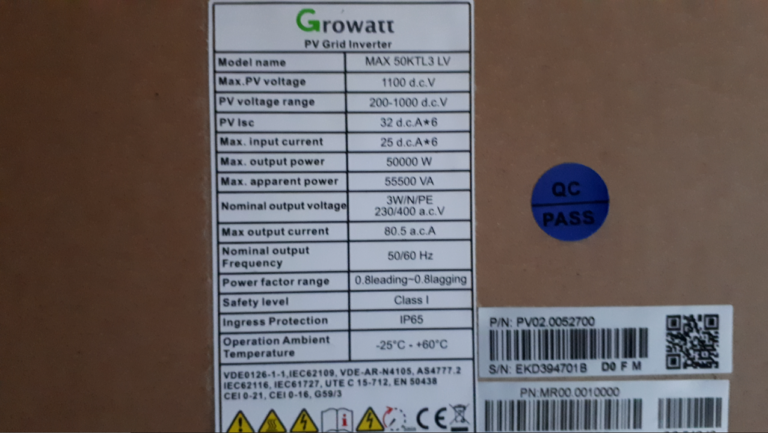 Growatt
PV Grid Inverter
Model name MAX 50KTL3 LV
Max.PV voltage 1100 d.c.V
PV voltage range 200-1000 d.c.V
PV Isc 32 d.c.A*6
Max. input current 25 d.c.A*6
Max. output power 50000 W
Max. apparent power 55500 VA
Nominal output voltage 3W/N/PE
230/400 a.c.V
Max output current 80.5 a.c.A
Nominal output
Frequency 50/60 Hz
Power factor range 0.8leading~0.8lagging
Safety level Class I
Ingress Protection IP65
Operation Ambient
Temperature -25°C - +60°C
VDE0126-1-1,IEC62109, VDE-AR-N4105, AS4777.2
IEC62116, IEC61727, UTE C 15-712, EN 50438
CEI 0-21, CEI 0-16, G59/3
CE
QC
PASS
P/N: PV02.0052700
S/N: EKD394701B D0 F M
PN:MR00.0010000